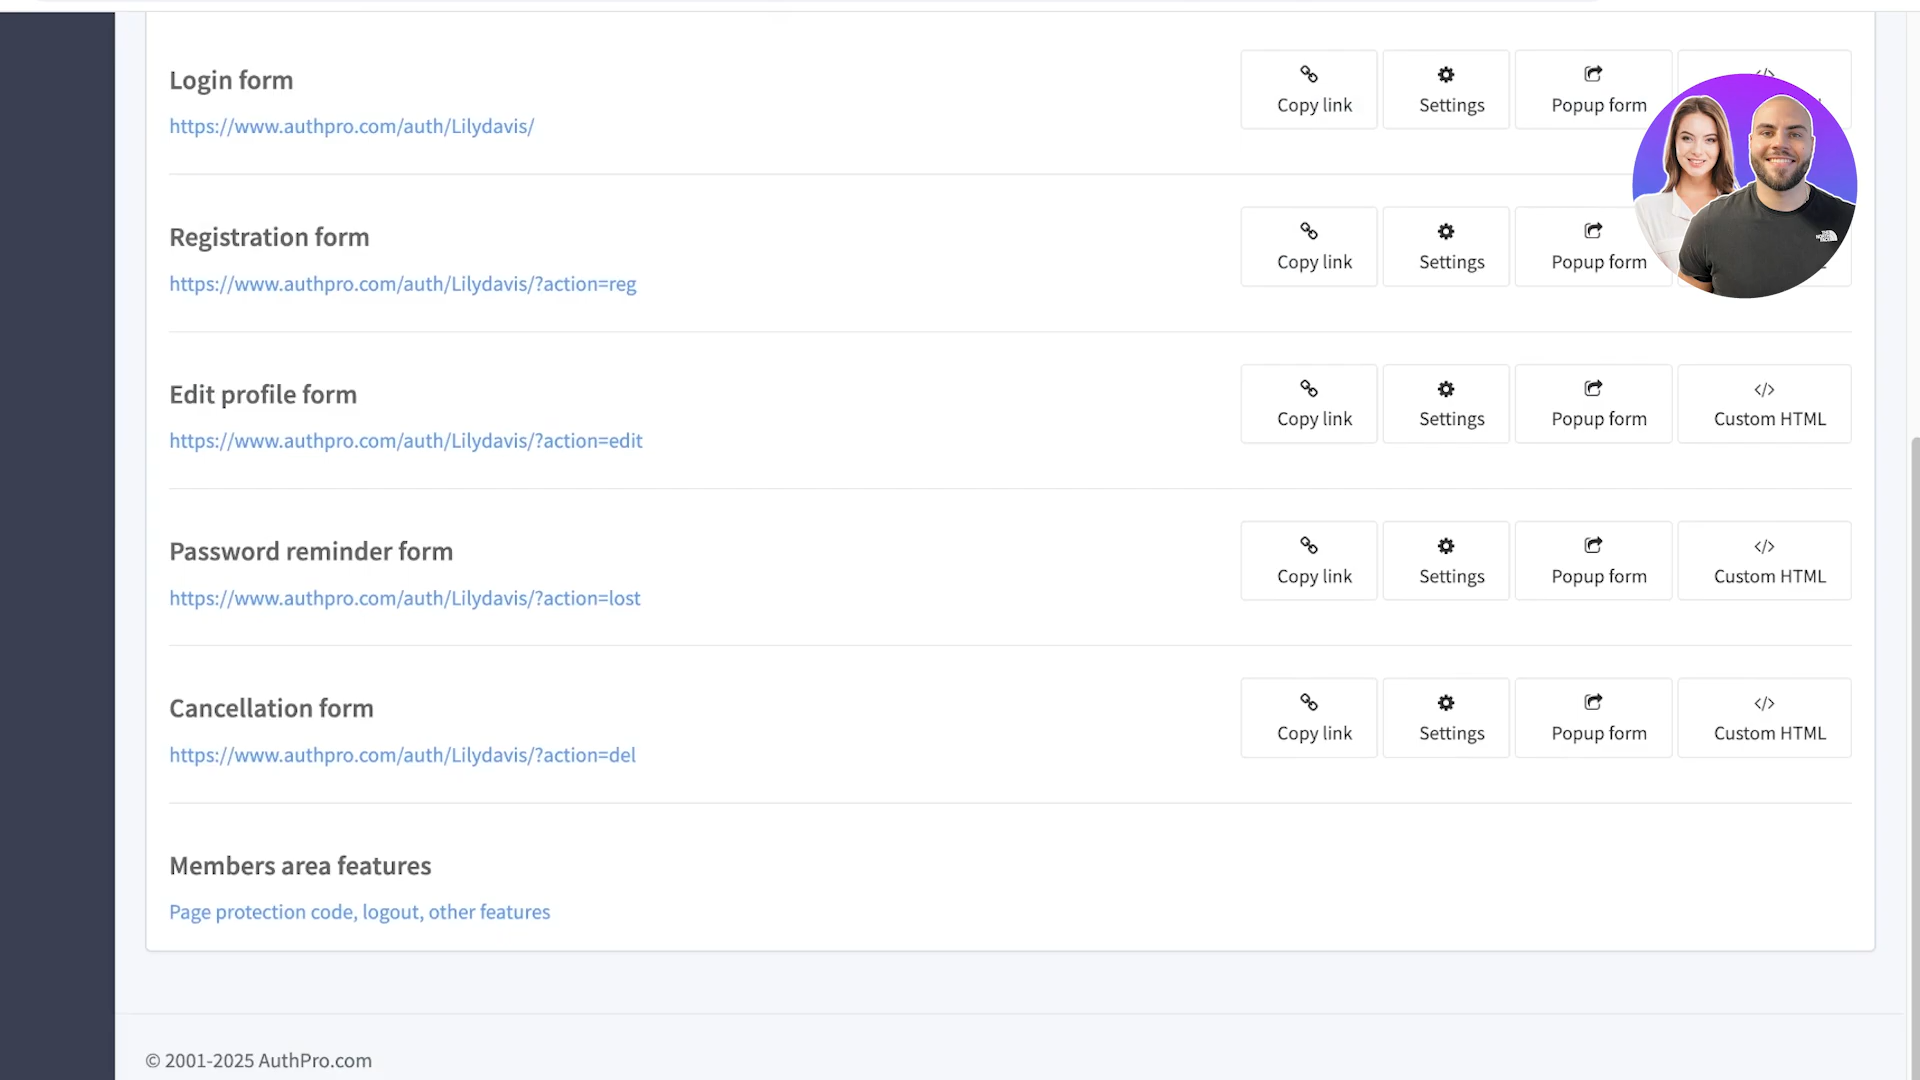 Login form
Copy link
Settings
Popup form
https://www.authpro.com/auth/Lilydavis/
Registration form
Copy link
Settings
Popup form
https://www.authpro.com/auth/Lilydavis/?action=reg
Edit profile form
Copy link
Settings
Popup form
</>
Custom HTML
https://www.authpro.com/auth/Lilydavis/?action=edit
Password reminder form
Copy link
Settings
Popup form
</>
Custom HTML
https://www.authpro.com/auth/Lilydavis/?action=lost
Cancellation form
Copy link
Settings
Popup form
</>
Custom HTML
https://www.authpro.com/auth/Lilydavis/?action=del
Members area features
Page protection code, logout, other features
© 2001-2025 AuthPro.com
THE
NORTH
FACE